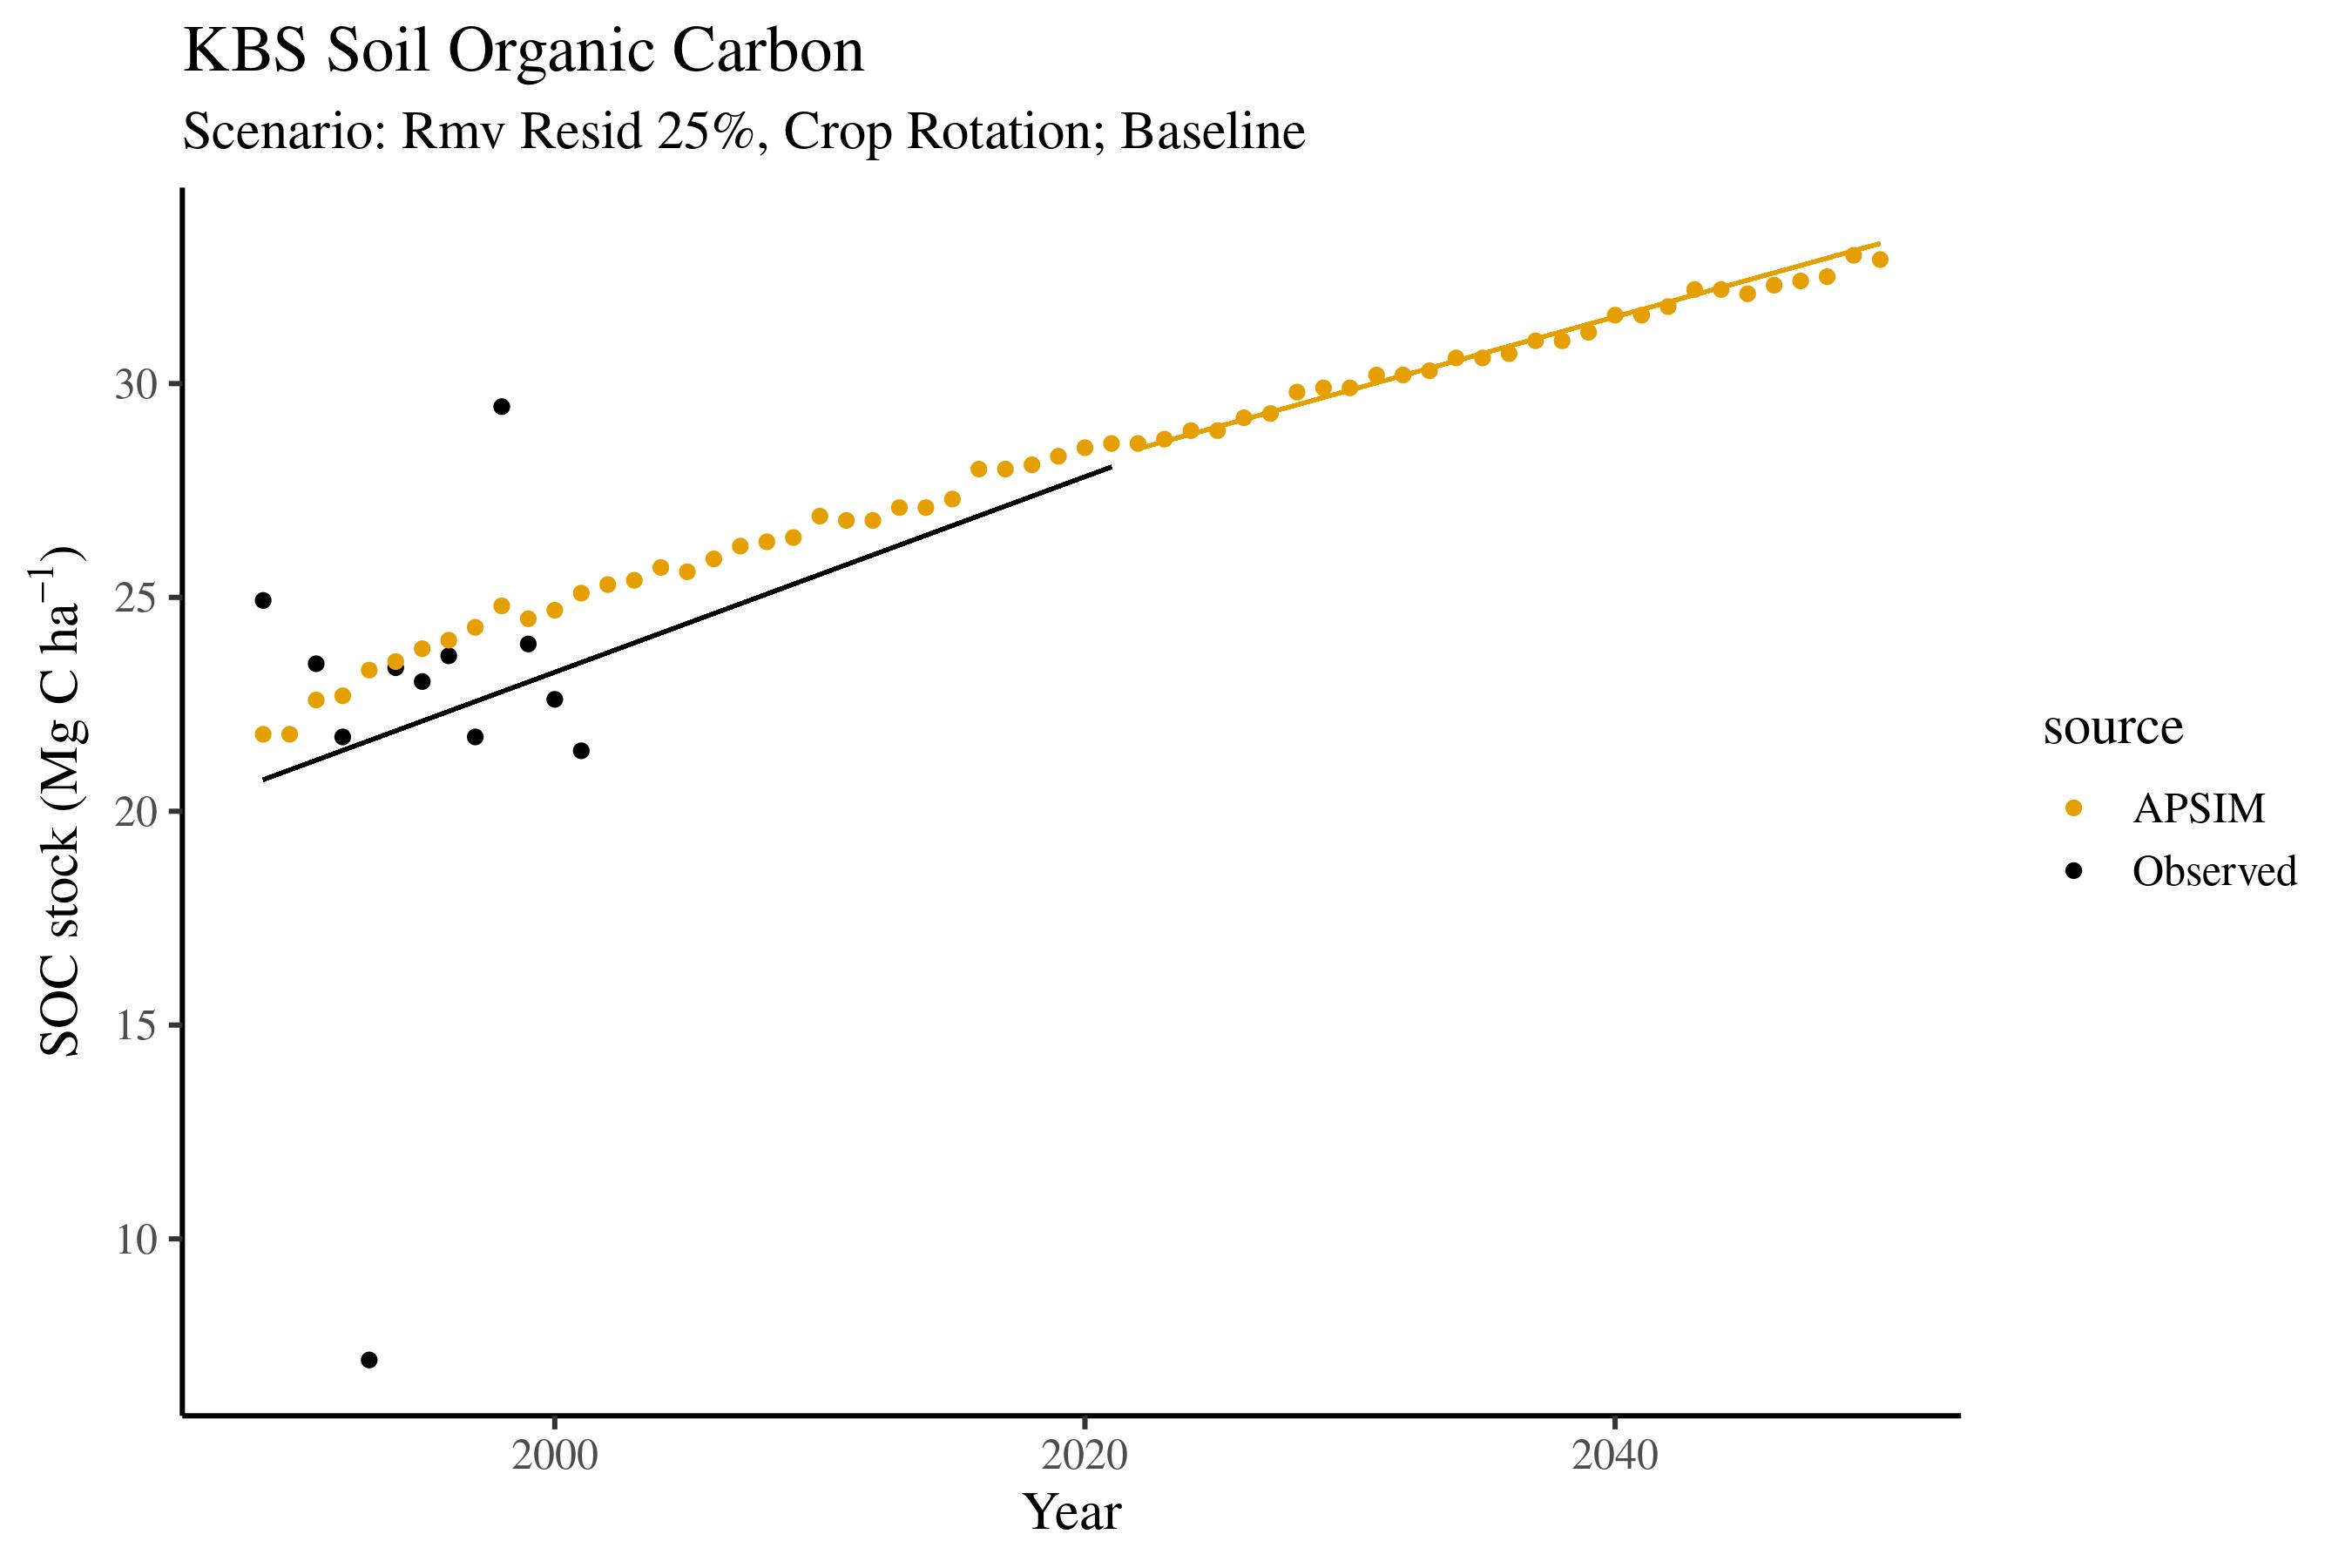 KBS Soil Organic Carbon
Scenario: Rmv Resid 25%, Crop Rotation; Baseline
SOC stock (Mg C ha⁻¹)
30
25
20
15
10
2000
2020
2040
Year
source
APSIM
Observed